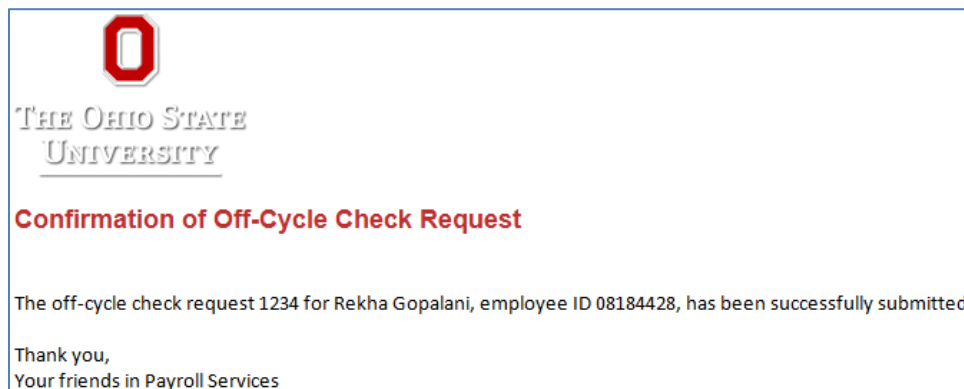 THE OHIO STATE
UNIVERSITY
Confirmation of Off-Cycle Check Request
The off-cycle check request 1234 for Rekha Gopalani, employee ID 08184428, has been successfully submitted
Thank you,
Your friends in Payroll Services